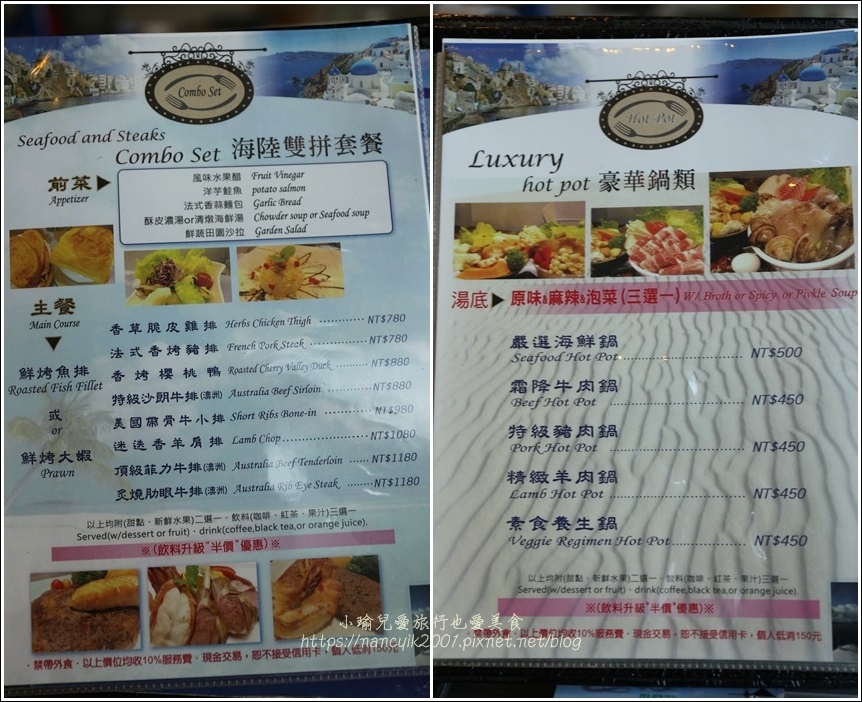 Combo Set
Seafood and Steaks
Combo Set 海陸雙拼套餐
前菜
Appetizer
風味水果醋 Fruit Vinegar
洋芋鮭魚 potato salmon
法式香蒜麵包 Garlic Bread
酥皮濃湯or清燉海鮮湯 Chowder soup or Seafood soup
鮮蔬田園沙拉 Garden Salad
主餐
Main Course
鮮烤魚排
Roasted Fish Fillet
或
or
鮮烤大蝦
Prawn
香草脆皮雞排 Herbs Chicken Thigh ............ NT$780
法式香烤豬排 French Pork Steak ............ NT$780
香烤櫻桃鴨 Roasted Cherry Valley Duck ..... NT$880
特級沙朗牛排(澳洲) Australia Beef Sirloin ........ NT$880
美國帶骨牛小排 Short Ribs Bone-in ............ NT$980
迷迭香羊肩排 Lamb Chop ............ NT$1080
頂級菲力牛排(澳洲) Australia Beef Tenderloin ...... NT$1180
炙燒肋眼牛排(澳洲) Australia Rib Eye Steak ....... NT$1180
以上均附(甜點、新鮮水果)二選一、飲料(咖啡、紅茶、果汁)三選一
Served(w/dessert or fruit)、drink(coffee,black tea,or orange juice).
※(飲料升級"半價"優惠)※
禁帶外食．以上價位均收10%服務費．現金交易，恕不接受信用卡，個人低消150元
Hot Pot
Luxury
hot pot 豪華鍋類
湯底 原味&麻辣&泡菜(三選一) W/ Broth or Spicy or Pivkle Soup
嚴選海鮮鍋
Seafood Hot Pot ............ NT$500
霜降牛肉鍋
Beef Hot Pot ............ NT$450
特級豬肉鍋
Pork Hot Pot ............ NT$450
精緻羊肉鍋
Lamb Hot Pot ............ NT$450
素食養生鍋
Veggie Regimen Hot Pot ............ NT$450
以上均附(甜點、新鮮水果)二選一、飲料(咖啡、紅茶、果汁)三選一
Served(w/dessert or fruit)、drink(coffee,black tea,or orange juice).
※(飲料升級"半價"優惠)※
禁帶外食．以上價位均收10%服務費．現金交易，恕不接受信用卡，個人低消150元
小瑜兒愛旅行也愛美食
https://nancylk2001.pixnet.net/blog